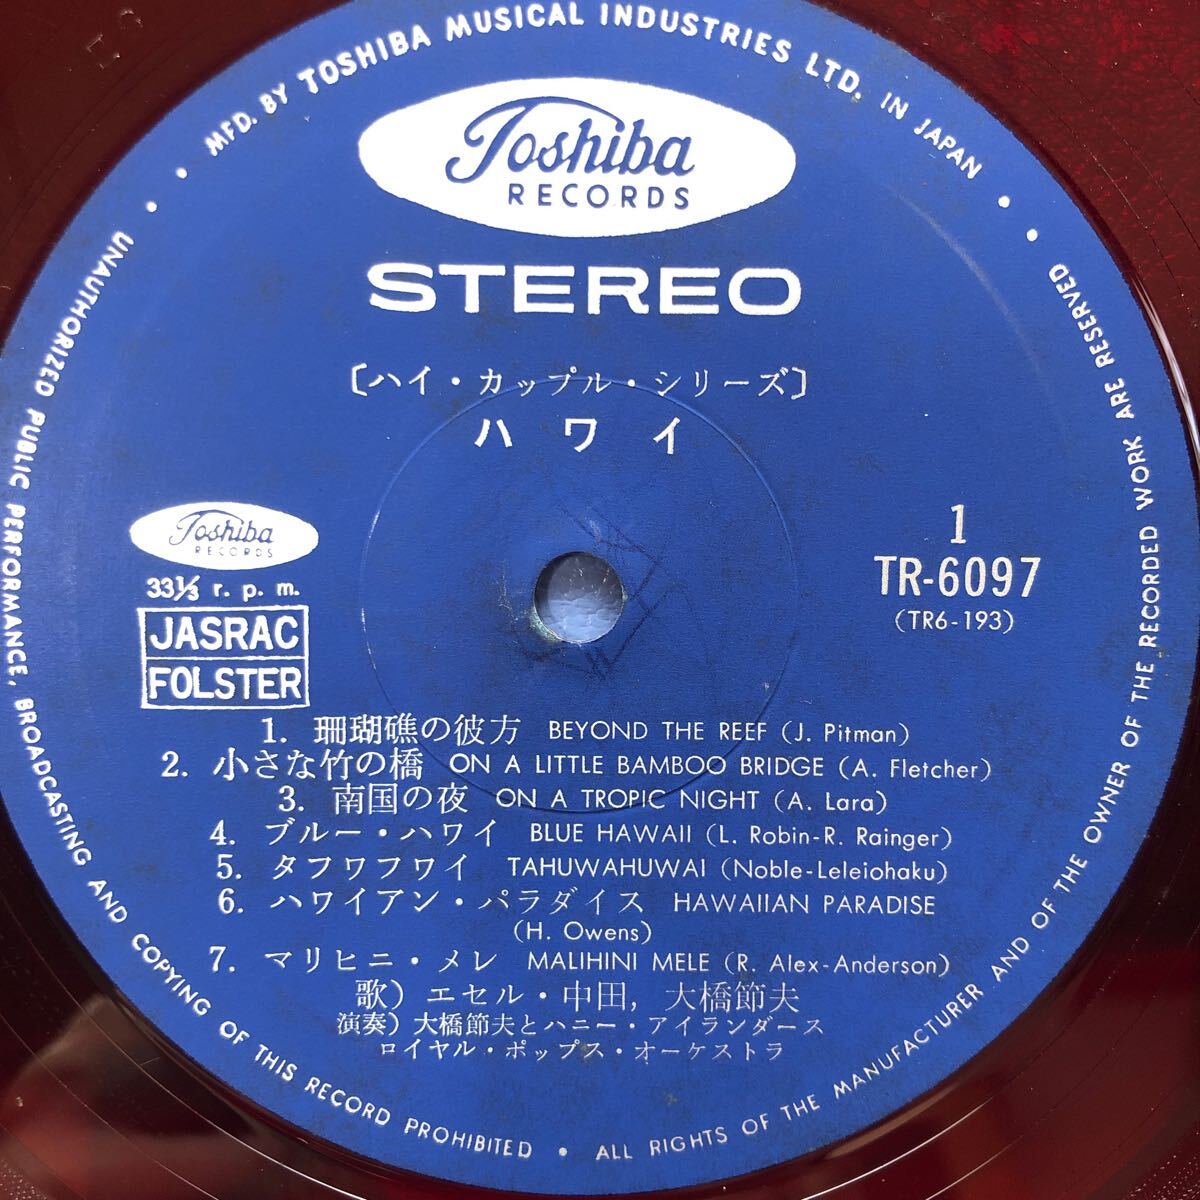 MFD. BY TOSHIBA MUSICAL INDUSTRIES LTD. IN JAPAN
Toshiba
RECORDS
STEREO
〔ハイ・カップル・シリーズ〕
ハワイ
Toshiba
RECORDS
33⅓ r. p. m.
JASRAC
FOLSTER
1
TR-6097
(TR6-193)
1. 珊瑚礁の彼方 BEYOND THE REEF (J. Pitman)
2. 小さな竹の橋 ON A LITTLE BAMBOO BRIDGE (A. Fletcher)
3. 南国の夜 ON A TROPIC NIGHT (A. Lara)
4. ブルー・ハワイ BLUE HAWAII (L. Robin-R. Rainger)
5. タフワフワイ TAHUWAHUWAI (Noble-Leleiohaku)
6. ハワイアン・パラダイス HAWAIIAN PARADISE
(H. Owens)
7. マリヒニ・メレ MALIHINI MELE (R. Alex-Anderson)
歌）エセル・中田，大橋節夫
演奏）大橋節夫とハニー・アイランダース
ロイヤル・ポップス・オーケストラ
UNAUTHORIZED PUBLIC PERFORMANCE, BROADCASTING AND COPYING OF THIS RECORD PROHIBITED • ALL RIGHTS OF THE MANUFACTURER AND OF THE OWNER OF THE RECORDED WORK ARE RESERVED